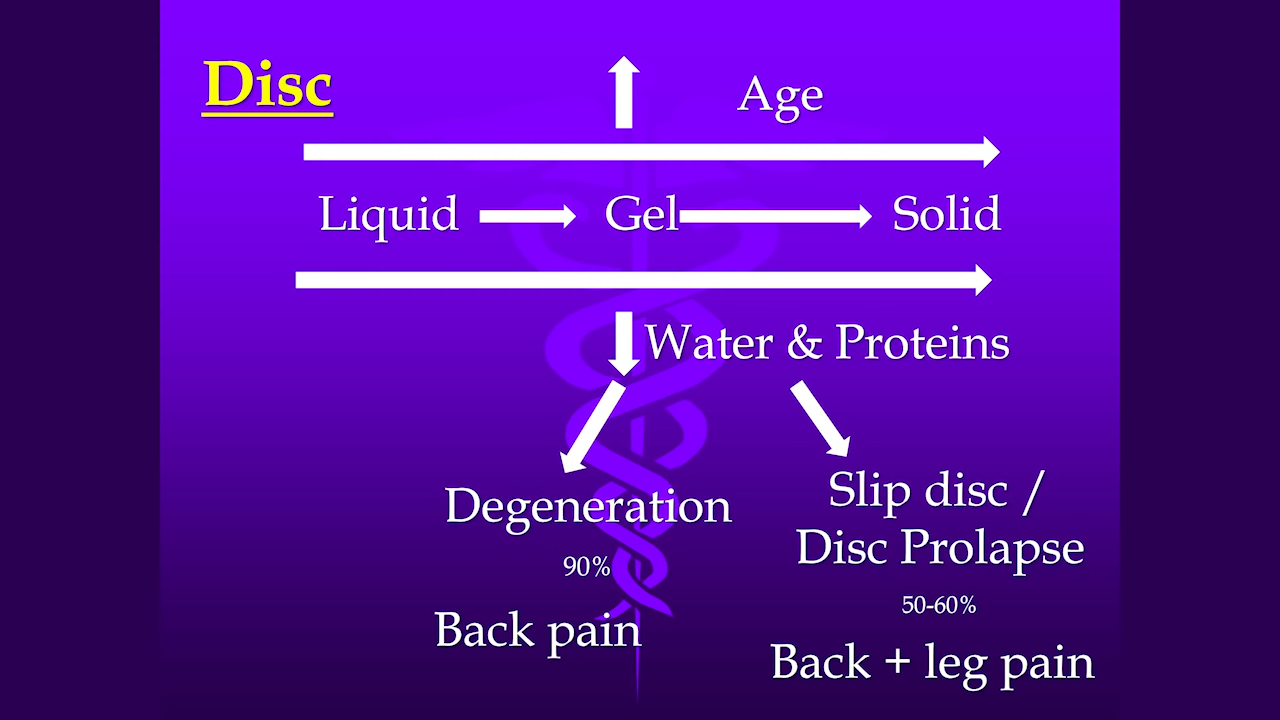 Disc
Age
Liquid Gel Solid
Water & Proteins
Degeneration
90%
Back pain
Slip disc /
Disc Prolapse
50-60%
Back + leg pain